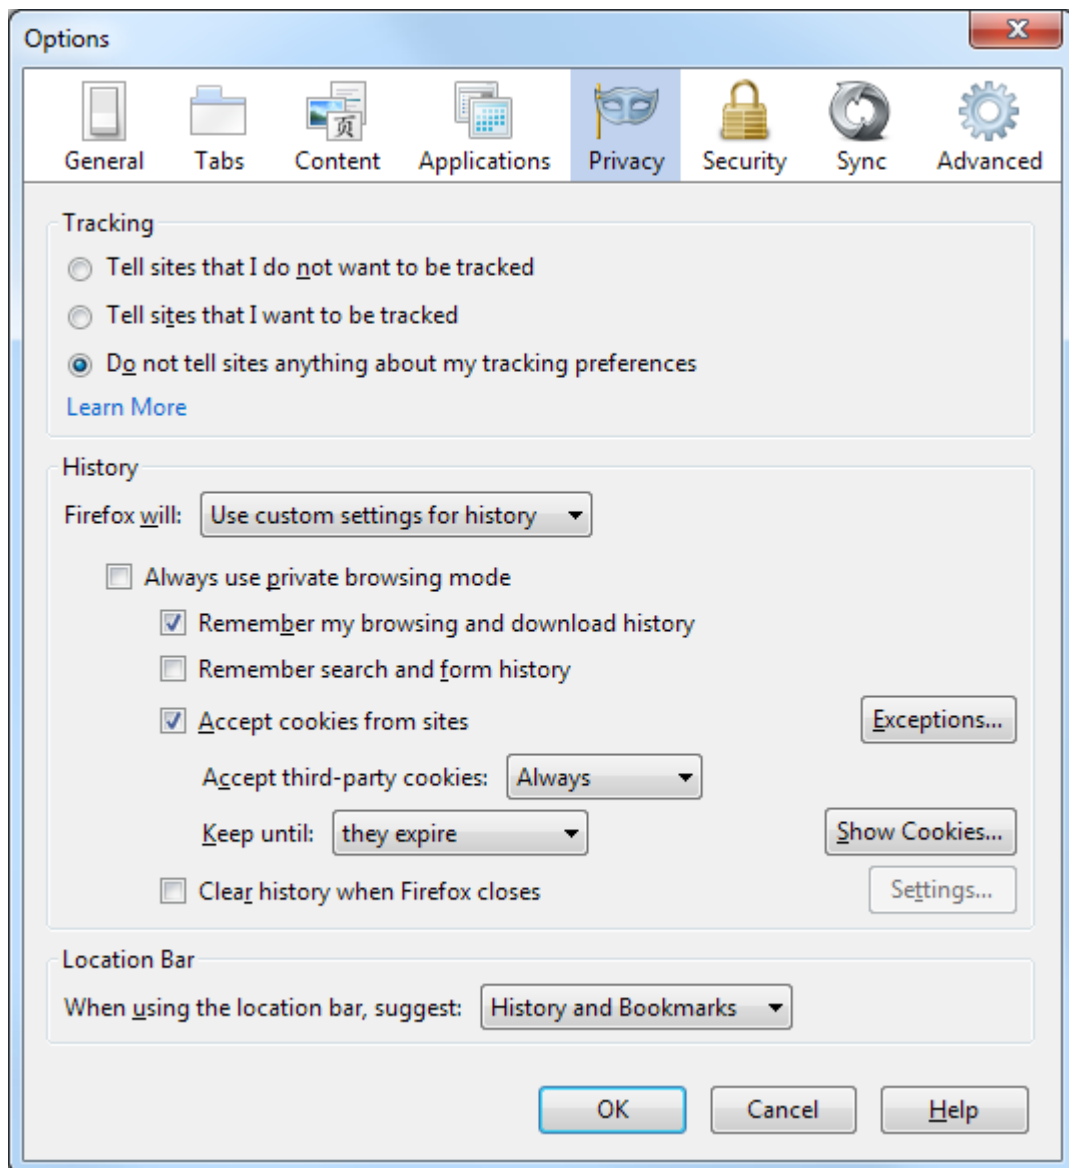 Options
页
General Tabs Content Applications Privacy Security Sync Advanced
Tracking
Tell sites that I do not want to be tracked
Tell sites that I want to be tracked
Do not tell sites anything about my tracking preferences
Learn More
History
Firefox will: Use custom settings for history
Always use private browsing mode
Remember my browsing and download history
Remember search and form history
Accept cookies from sites Exceptions...
Accept third-party cookies: Always
Keep until: they expire Show Cookies...
Clear history when Firefox closes Settings...
Location Bar
When using the location bar, suggest: History and Bookmarks
OK Cancel Help